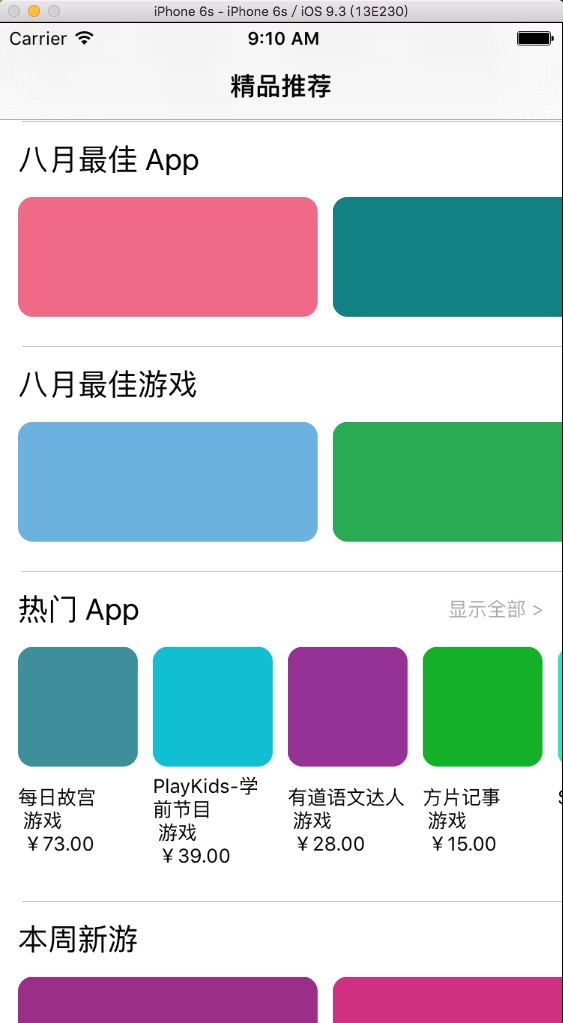 iPhone 6s - iPhone 6s / iOS 9.3 (13E230)
Carrier 9:10 AM
精品推荐
八月最佳 App
八月最佳游戏
热门 App 显示全部 >
每日故宫
游戏
￥73.00
PlayKids-学
前节目
游戏
￥39.00
有道语文达人
游戏
￥28.00
方片记事
游戏
￥15.00
本周新游